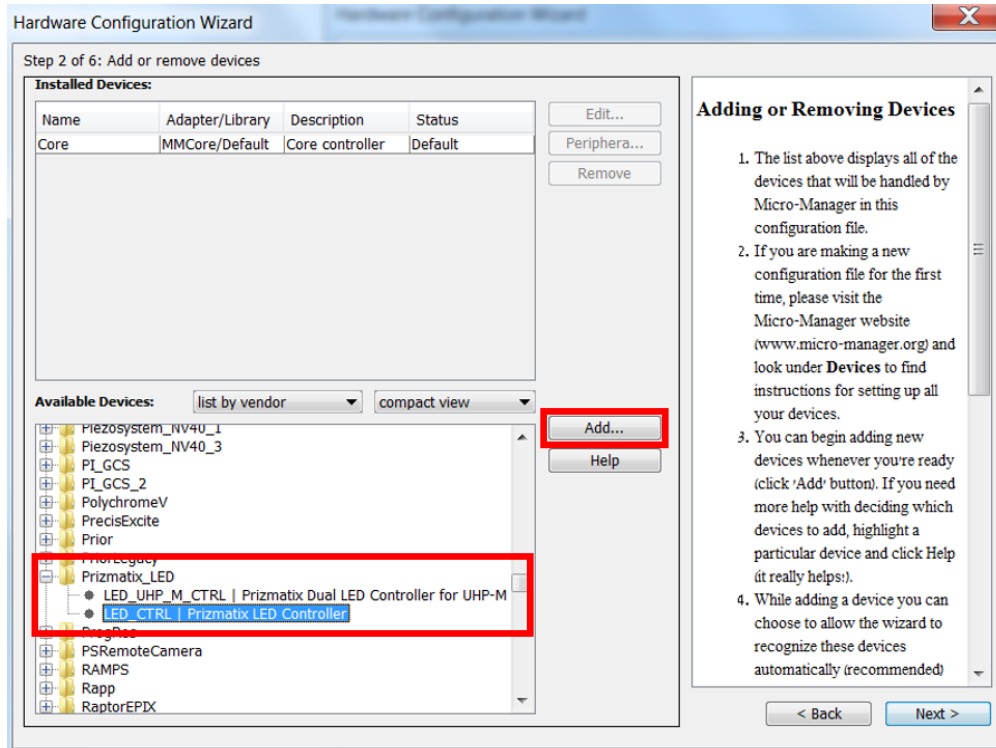 Hardware Configuration Wizard
Hardware Configuration Wizard
Step 2 of 6: Add or remove devices
Installed Devices:
Name Adapter/Library Description Status
Core MMCore/Default Core controller Default
Edit...
Periphera...
Remove
Available Devices: list by vendor compact view
Piezosystem_NV40_1
Piezosystem_NV40_3
PI_GCS
PI_GCS_2
PolychromeV
PrecisExcite
Prior
PriorLegacy
Prizmatix_LED
LED_UHP_M_CTRL | Prizmatix Dual LED Controller for UHP-M
LED_CTRL | Prizmatix LED Controller
ProgRes
PSRemoteCamera
RAMPS
Rapp
RaptorEPIX
Add...
Help
Adding or Removing Devices
1. The list above displays all of the
devices that will be handled by
Micro-Manager in this
configuration file.
2. If you are making a new
configuration file for the first
time, please visit the
Micro-Manager website
(www.micro-manager.org) and
look under Devices to find
instructions for setting up all
your devices.
3. You can begin adding new
devices whenever you're ready
(click 'Add' button). If you need
more help with deciding which
devices to add, highlight a
particular device and click Help
(it really helps!).
4. While adding a device you can
choose to allow the wizard to
recognize these devices
automatically (recommended)
< Back
Next >